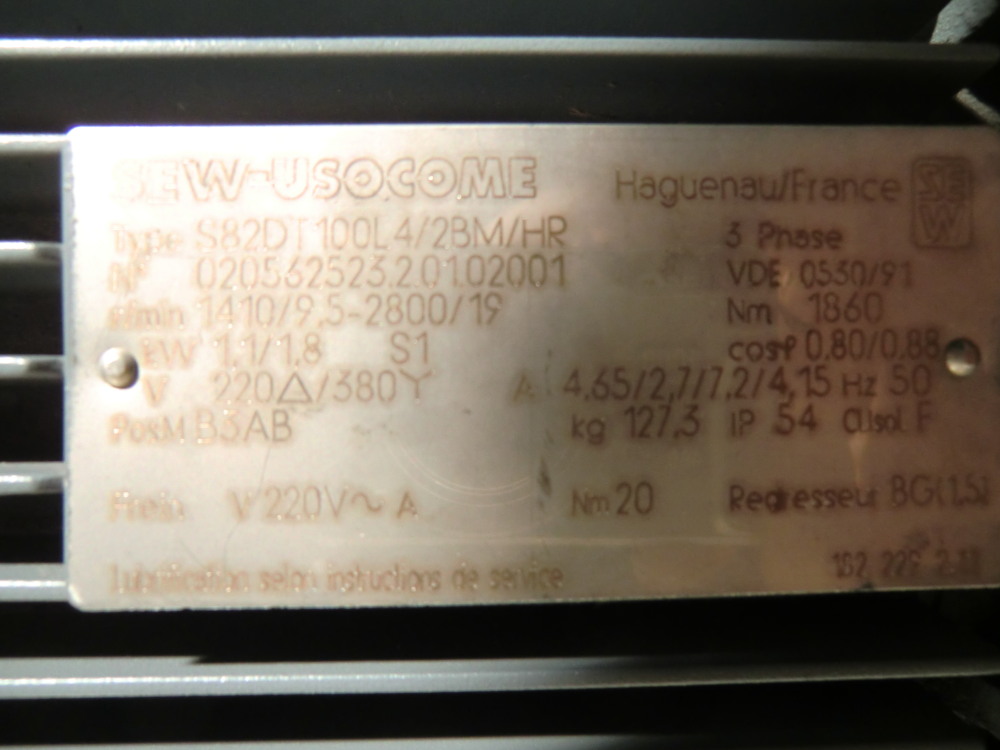 SEW-USOCOME Haguenau/France SEW
Type S82DT100L4/2BM/HR 3 Phase
N° 020532523.2.01.02001 VDE 0530/91
r/min 1410/9,5-2800/19 Nm 1860
kW 1.1/1.8 S1 cosφ 0.80/0.88
V 220△/380Y A 4.65/2,7/7,2/4,15 Hz 50
Pos.M B3AB kg 127,3 IP 54 Cl.Isol. F
Frein V 220V~ A Nm 20 Redresseur BG(1,5)
Lubrification selon instructions de service